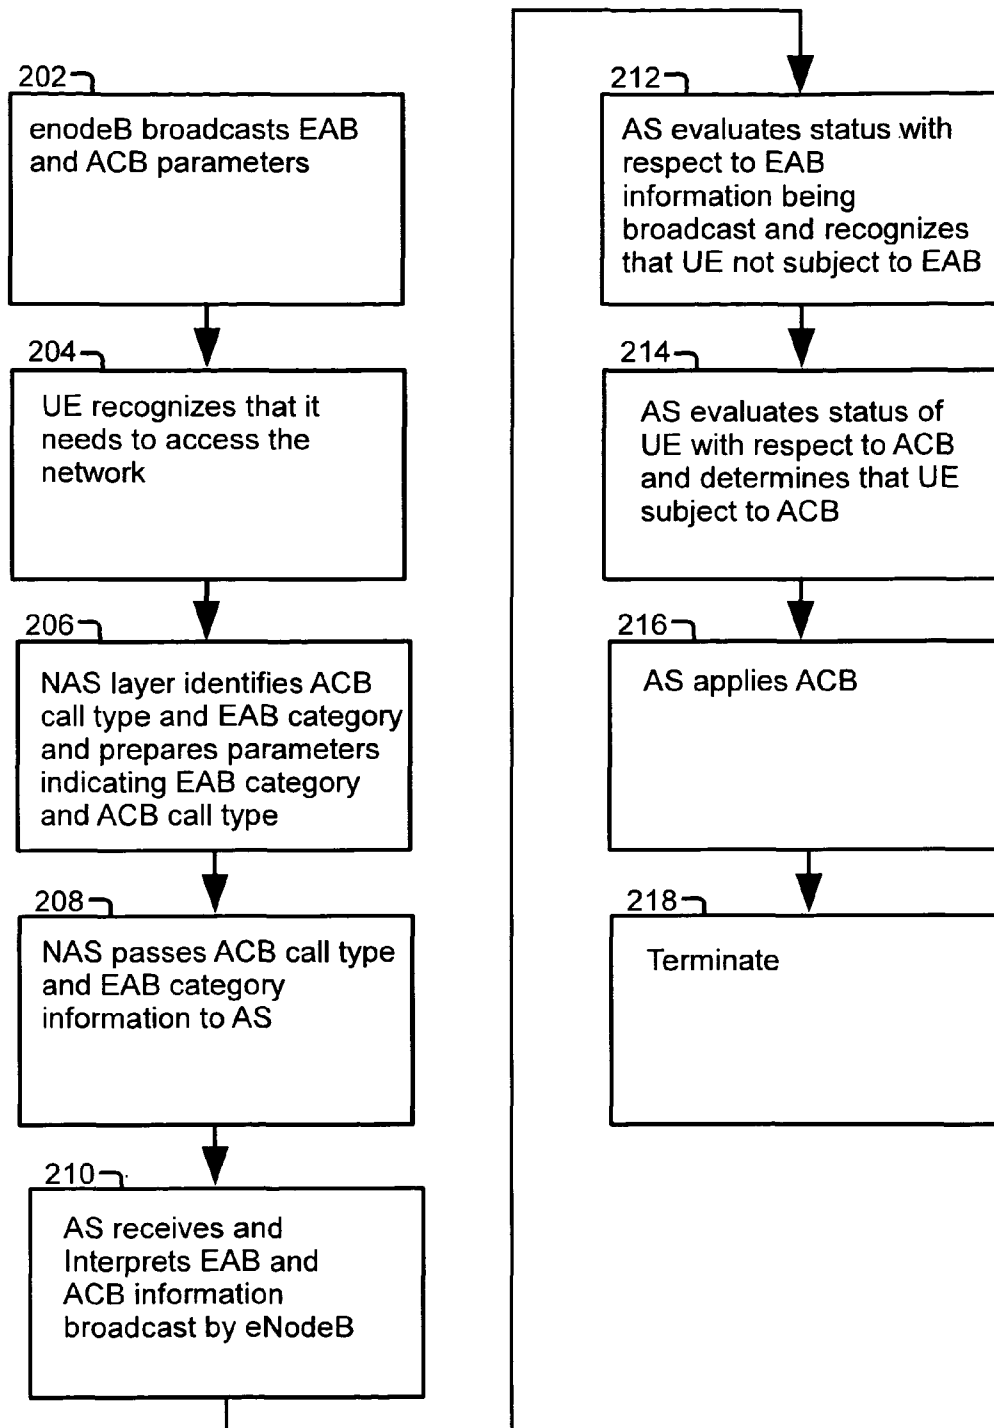 202
enodeB broadcasts EAB
and ACB parameters
204
UE recognizes that it
needs to access the
network
206
NAS layer identifies ACB
call type and EAB category
and prepares parameters
indicating EAB category
and ACB call type
208
NAS passes ACB call type
and EAB category
information to AS
210
AS receives and
Interprets EAB and
ACB information
broadcast by eNodeB
212
AS evaluates status with
respect to EAB
information being
broadcast and recognizes
that UE not subject to EAB
214
AS evaluates status of
UE with respect to ACB
and determines that UE
subject to ACB
216
AS applies ACB
218
Terminate